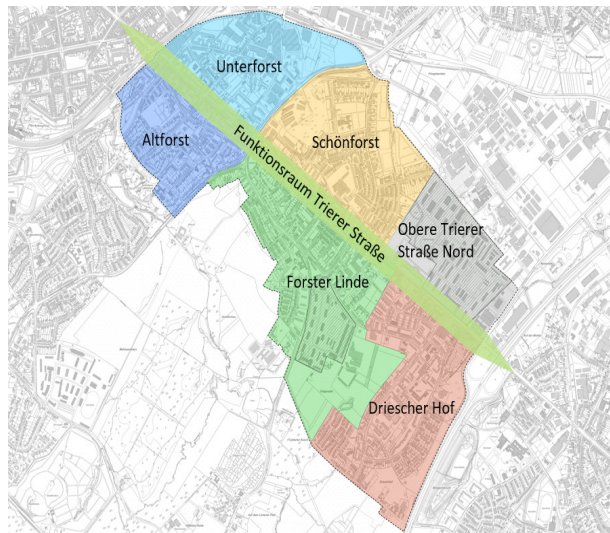 Unterforst
Altforst
Schönforst
Funktionsraum Trierer Straße
Obere Trierer
Straße Nord
Forster Linde
Driescher Hof